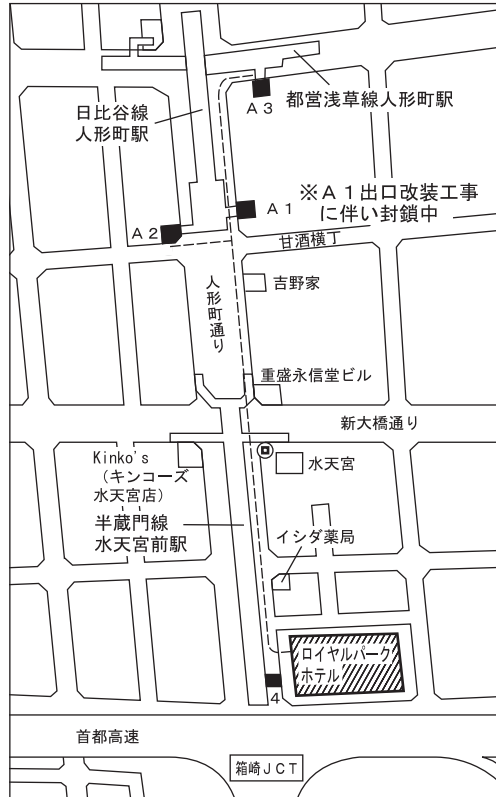 日比谷線
人形町駅
都営浅草線人形町駅
A3
A1
※A1出口改装工事
に伴い封鎖中
A2
甘酒横丁
吉野家
人形町通り
重盛永信堂ビル
新大橋通り
Kinko's
（キンコーズ
水天宮店）
水天宮
半蔵門線
水天宮前駅
イシダ薬局
ロイヤルパーク
ホテル
4
首都高速
箱崎JCT